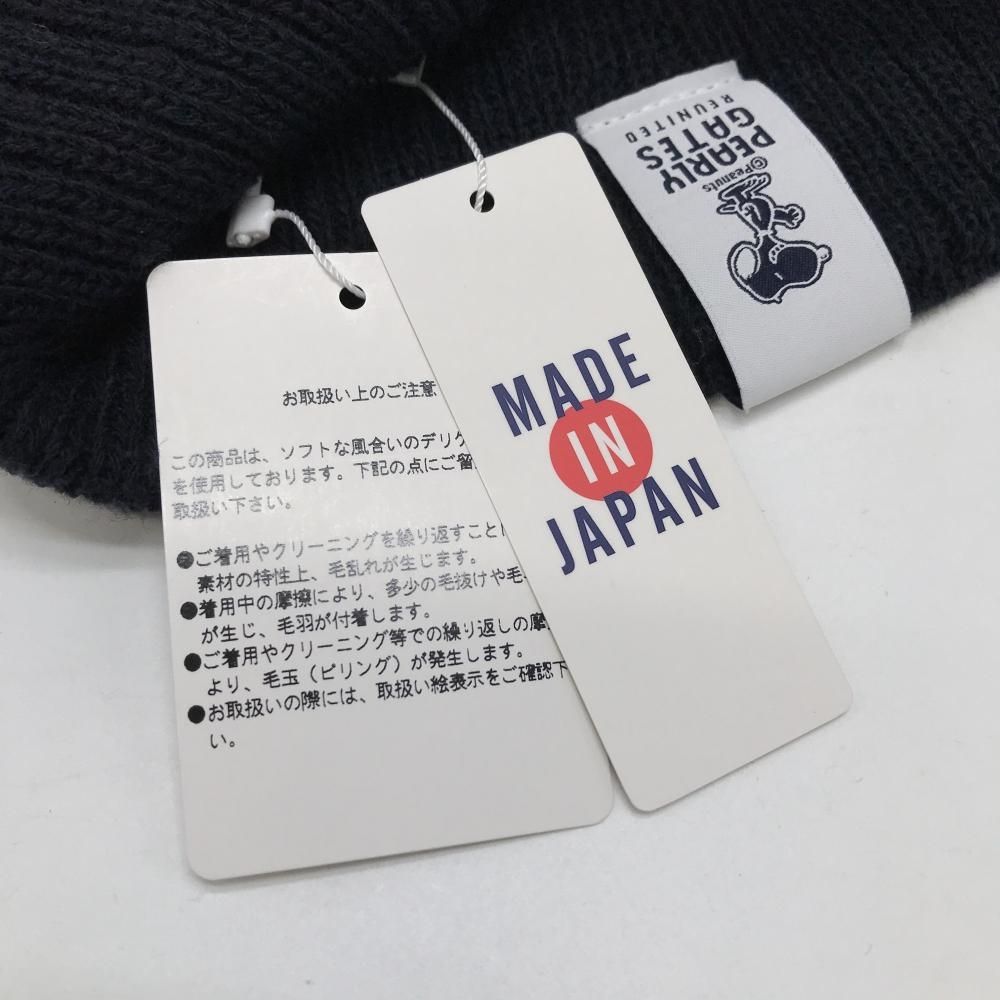 お取扱い上のご注意
この商品は、ソフトな風合いのデリ
を使用しております。下記の点にご留
取扱い下さい。
●ご着用やクリーニングを繰り返すこと
素材の特性上、毛乱れが生じます。
●着用中の摩擦により、多少の毛抜けや毛
が生じ、毛羽が付着します。
●ご着用やクリーニング等での繰り返しの摩
より、毛玉（ピリング）が発生します。
●お取扱いの際には、取扱い絵表示をご確認下
い。
MADE
IN
JAPAN
©Peanuts
PEARLY
GATES
REUNITED